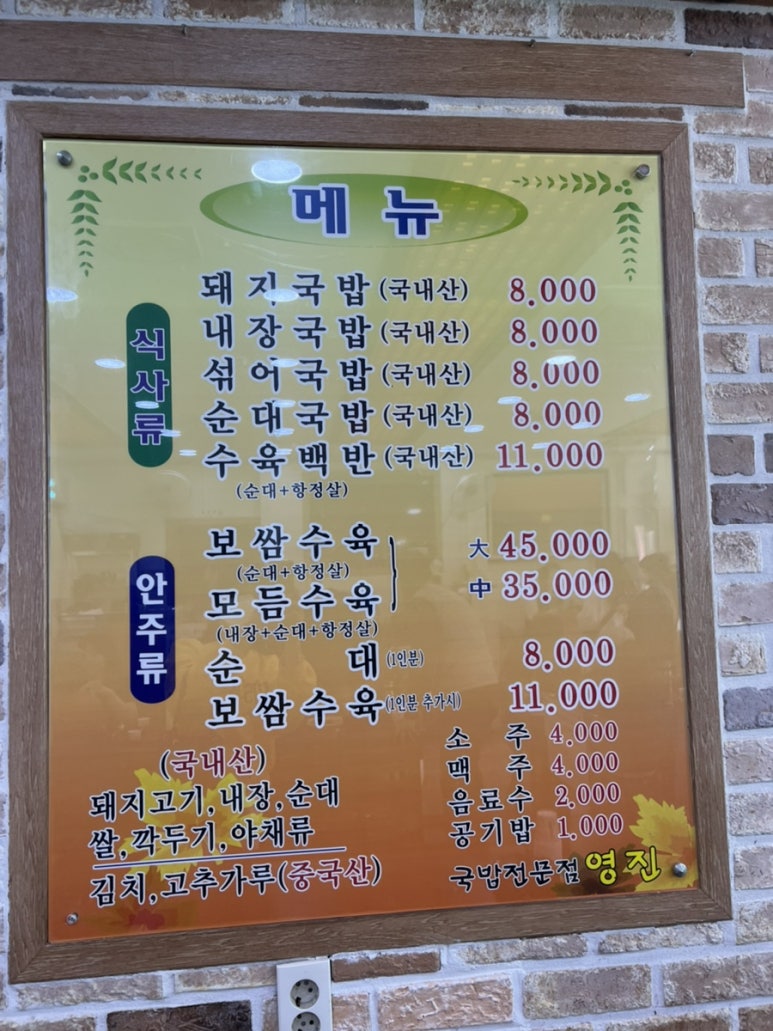 메뉴
식사류
돼지국밥(국내산) 8.000
내장국밥(국내산) 8.000
섞어국밥(국내산) 8.000
순대국밥(국내산) 8.000
수육백반(국내산) 11.000
(순대+항정살)
안주류
보쌈수육 大 45.000
(순대+항정살)
모듬수육 中 35.000
(내장+순대+항정살)
순대(1인분) 8.000
보쌈수육(1인분 추가시) 11.000
소주 4.000
맥주 4.000
음료수 2,000
공기밥 1,000
(국내산)
돼지고기,내장,순대
쌀,깍두기,야채류
김치,고추가루(중국산)
국밥전문점 영진